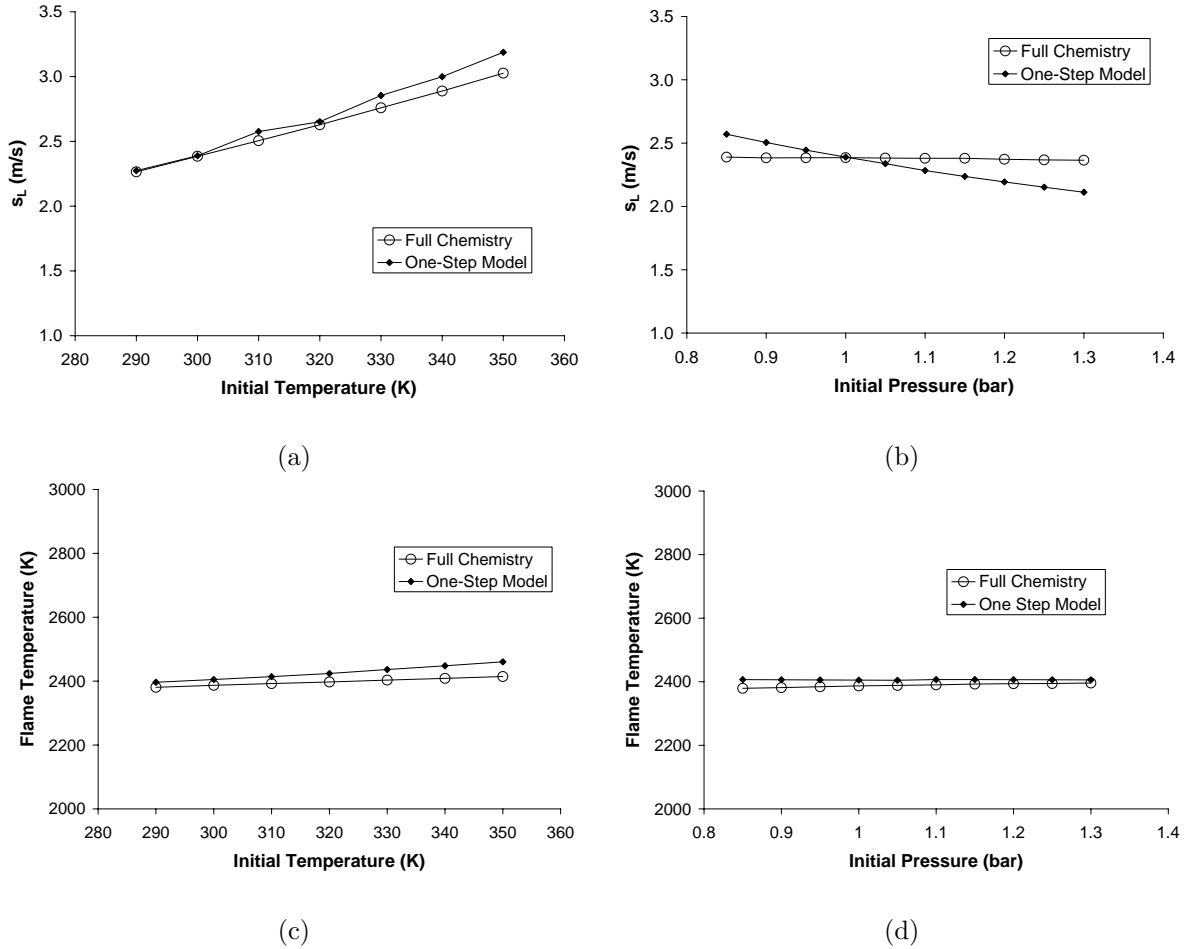 3.5
3.0
2.5
2.0
1.5
1.0
s_L (m/s)
Full Chemistry
One-Step Model
280 290 300 310 320 330 340 350 360
Initial Temperature (K)
(a)
3.5
3.0
2.5
2.0
1.5
1.0
s_L (m/s)
Full Chemistry
One-Step Model
0.8 0.9 1 1.1 1.2 1.3 1.4
Initial Pressure (bar)
(b)
3000
2800
2600
2400
2200
2000
Flame Temperature (K)
Full Chemistry
One-Step Model
280 290 300 310 320 330 340 350 360
Initial Temperature (K)
(c)
3000
2800
2600
2400
2200
2000
Flame Temperature (K)
Full Chemistry
One Step Model
0.8 0.9 1 1.1 1.2 1.3 1.4
Initial Pressure (bar)
(d)